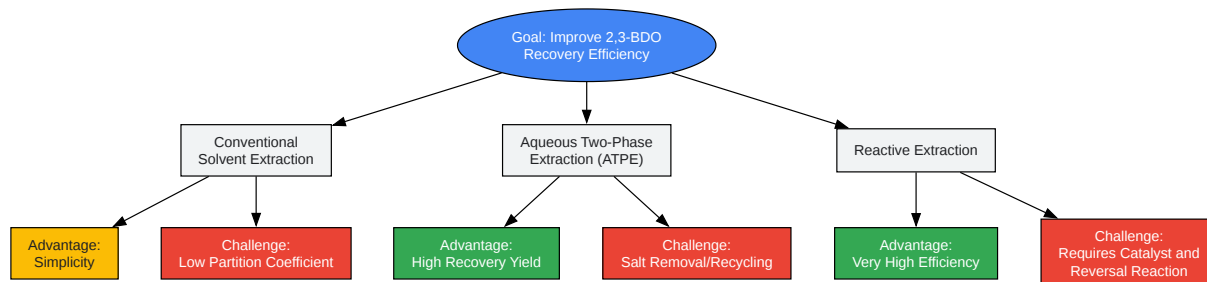 Goal: Improve 2,3-BDO
Recovery Efficiency
Conventional
Solvent Extraction
Aqueous Two-Phase
Extraction (ATPE)
Reactive Extraction
Advantage:
Simplicity
Challenge:
Low Partition Coefficient
Advantage:
High Recovery Yield
Challenge:
Salt Removal/Recycling
Advantage:
Very High Efficiency
Challenge:
Requires Catalyst and
Reversal Reaction